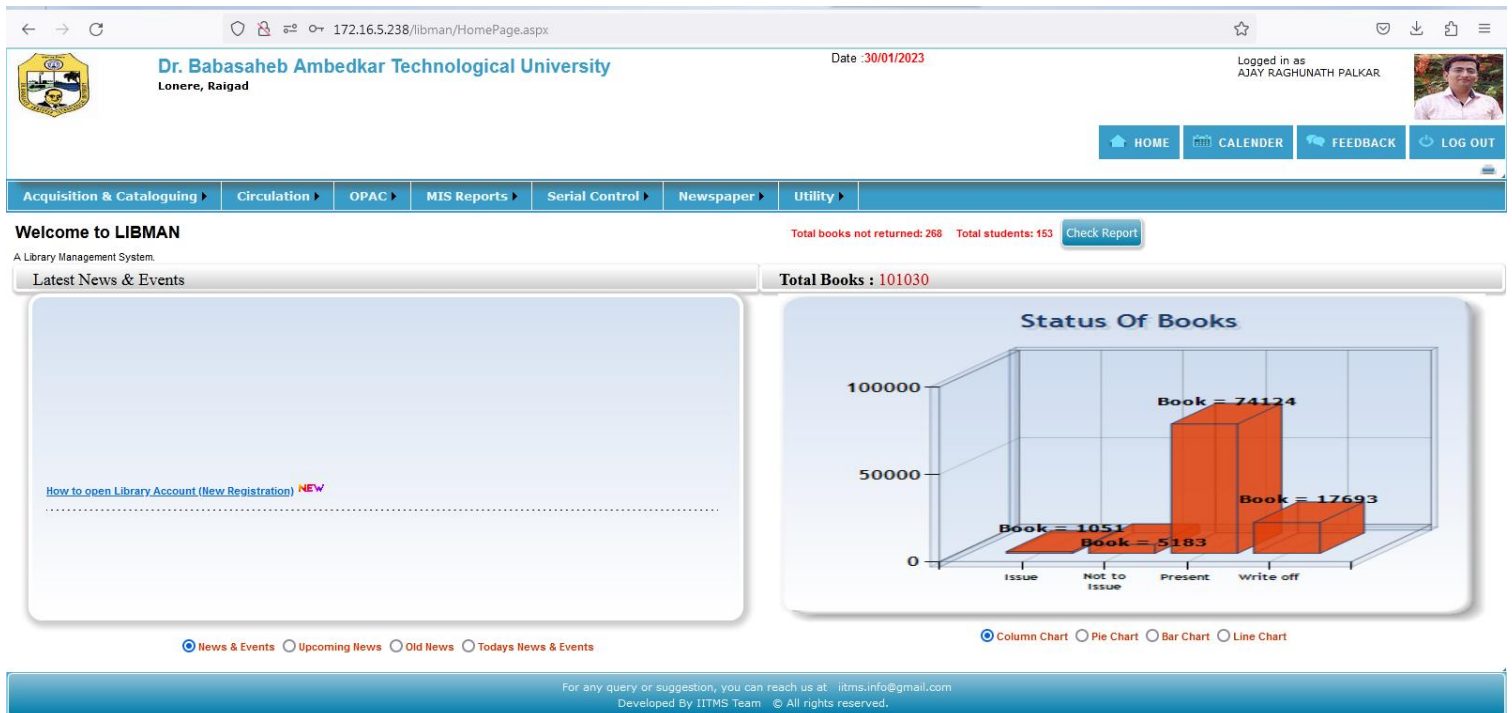 172.16.5.238/libman/HomePage.aspx
Dr. Babasaheb Ambedkar Technological University
Lonere, Raigad
Date :30/01/2023
Logged in as
AJAY RAGHUNATH PALKAR
HOME CALENDER FEEDBACK LOG OUT
Acquisition & Cataloguing Circulation OPAC MIS Reports Serial Control Newspaper Utility
Welcome to LIBMAN
Total books not returned: 268 Total students: 153 Check Report
A Library Management System.
Latest News & Events
Total Books : 101030
How to open Library Account (New Registration) NEW
Status Of Books
100000
50000
0
Book = 74124
Book = 17693
Book = 1051
Book = 5183
Issue
Not to
Issue
Present
Write off
News & Events Upcoming News Old News Todays News & Events
Column Chart Pie Chart Bar Chart Line Chart
For any query or suggestion, you can reach us at iitms.info@gmail.com
Developed By IITMS Team © All rights reserved.